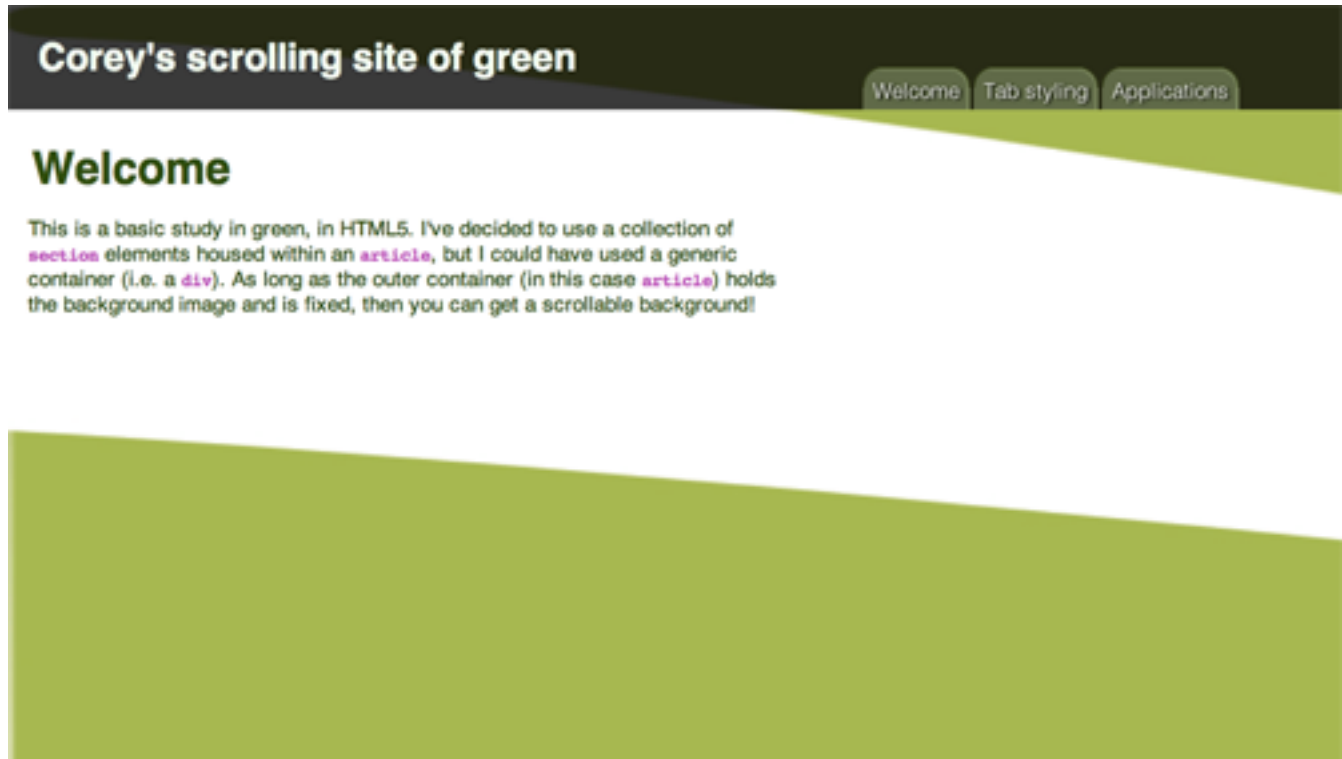 Corey's scrolling site of green
Welcome Tab styling Applications
Welcome
This is a basic study in green, in HTML5. I've decided to use a collection of
section elements housed within an article, but I could have used a generic
container (i.e. a div). As long as the outer container (in this case article) holds
the background image and is fixed, then you can get a scrollable background!